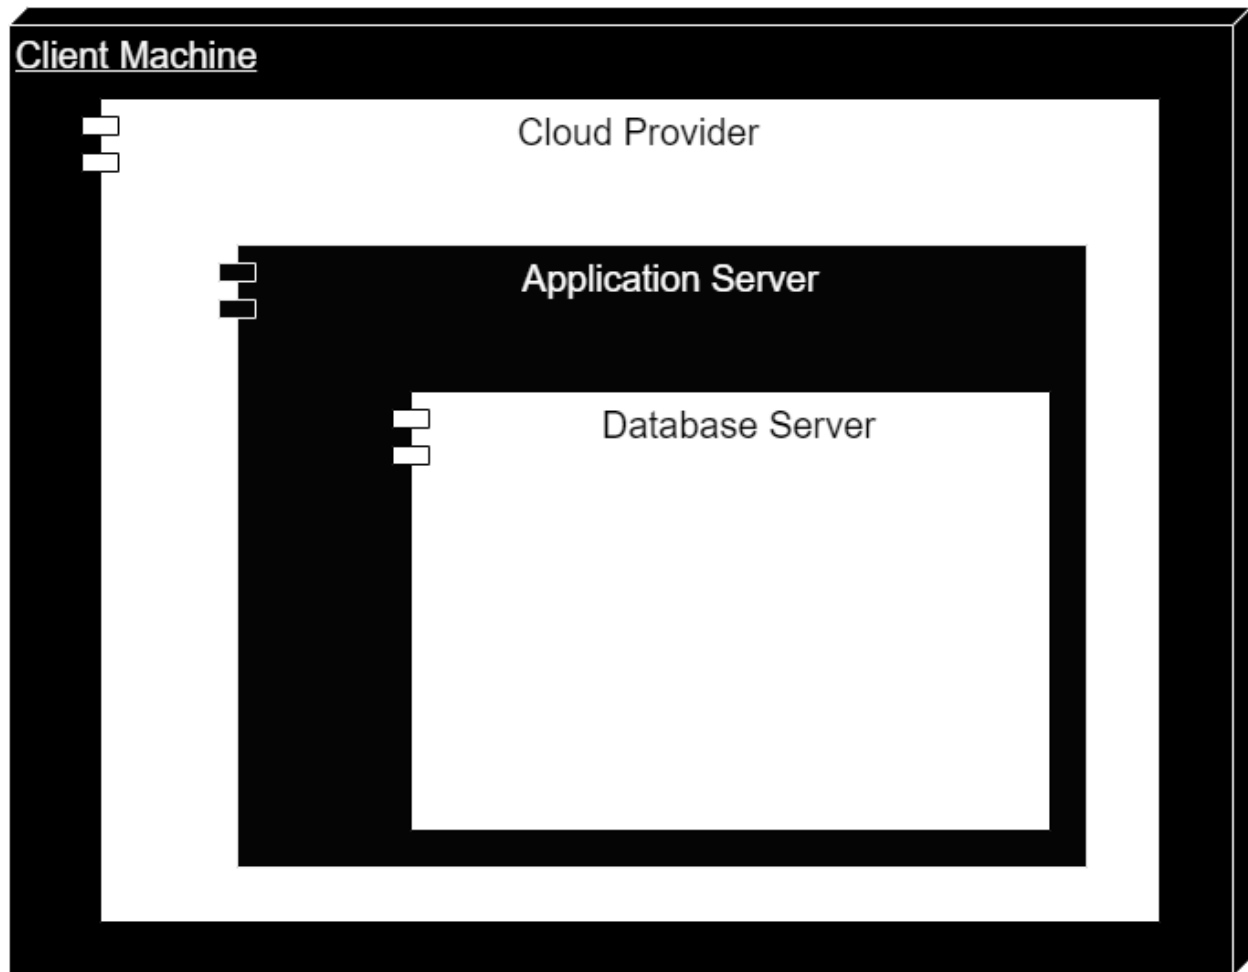 Client Machine
Cloud Provider
Application Server
Database Server